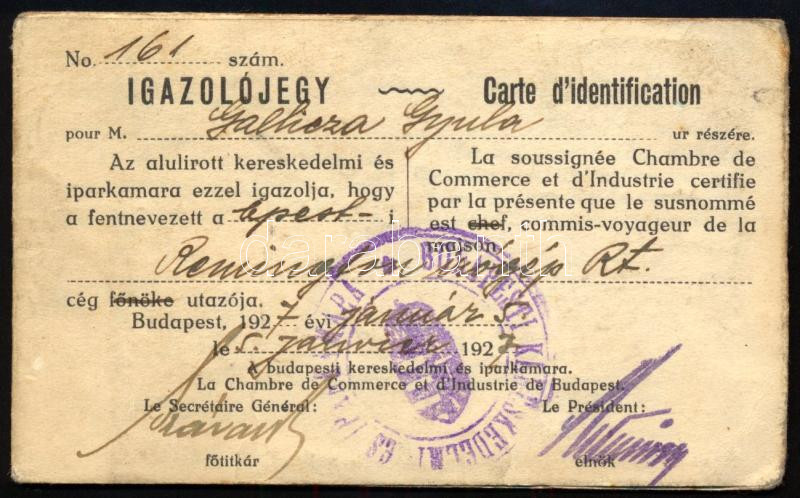 No. 161 szám.
IGAZOLÓJEGY Carte d'identification
pour M. Gallicza Gyula ur részére.
Az alulirott kereskedelmi és
iparkamara ezzel igazolja, hogy
a fentnevezett a bpest-i
La soussignée Chambre de
Commerce et d'Industrie certifie
par la présente que le susnommé
est chef, commis-voyageur de la
maison
Remington írógép Rt.
cég főnöke utazója.
Budapest, 1927 évi január 5.
le 5. janvier 1927
A budapesti kereskedelmi és iparkamara.
La Chambre de Commerce et d'Industrie de Budapest.
Le Secrétaire Général: Le Président:
főtitkár elnök